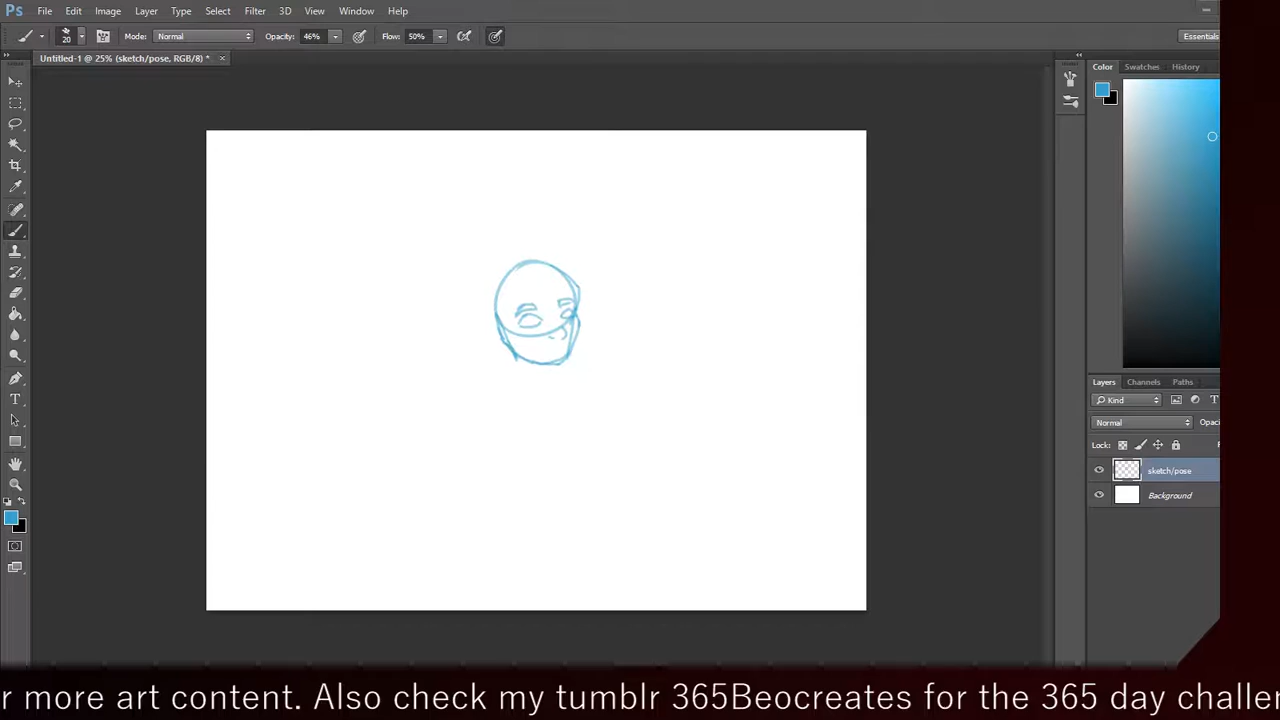 Ps File Edit Image Layer Type Select Filter 3D View Window Help
20 Mode: Normal Opacity: 46% Flow: 50% Essentials
Untitled-1 @ 25% (sketch/pose, RGB/8) * x
Color Swatches History
Layers Channels Paths
Kind
Normal Opac
Lock:
sketch/pose
Background
r more art content. Also check my tumblr 365Beocreates for the 365 day challen